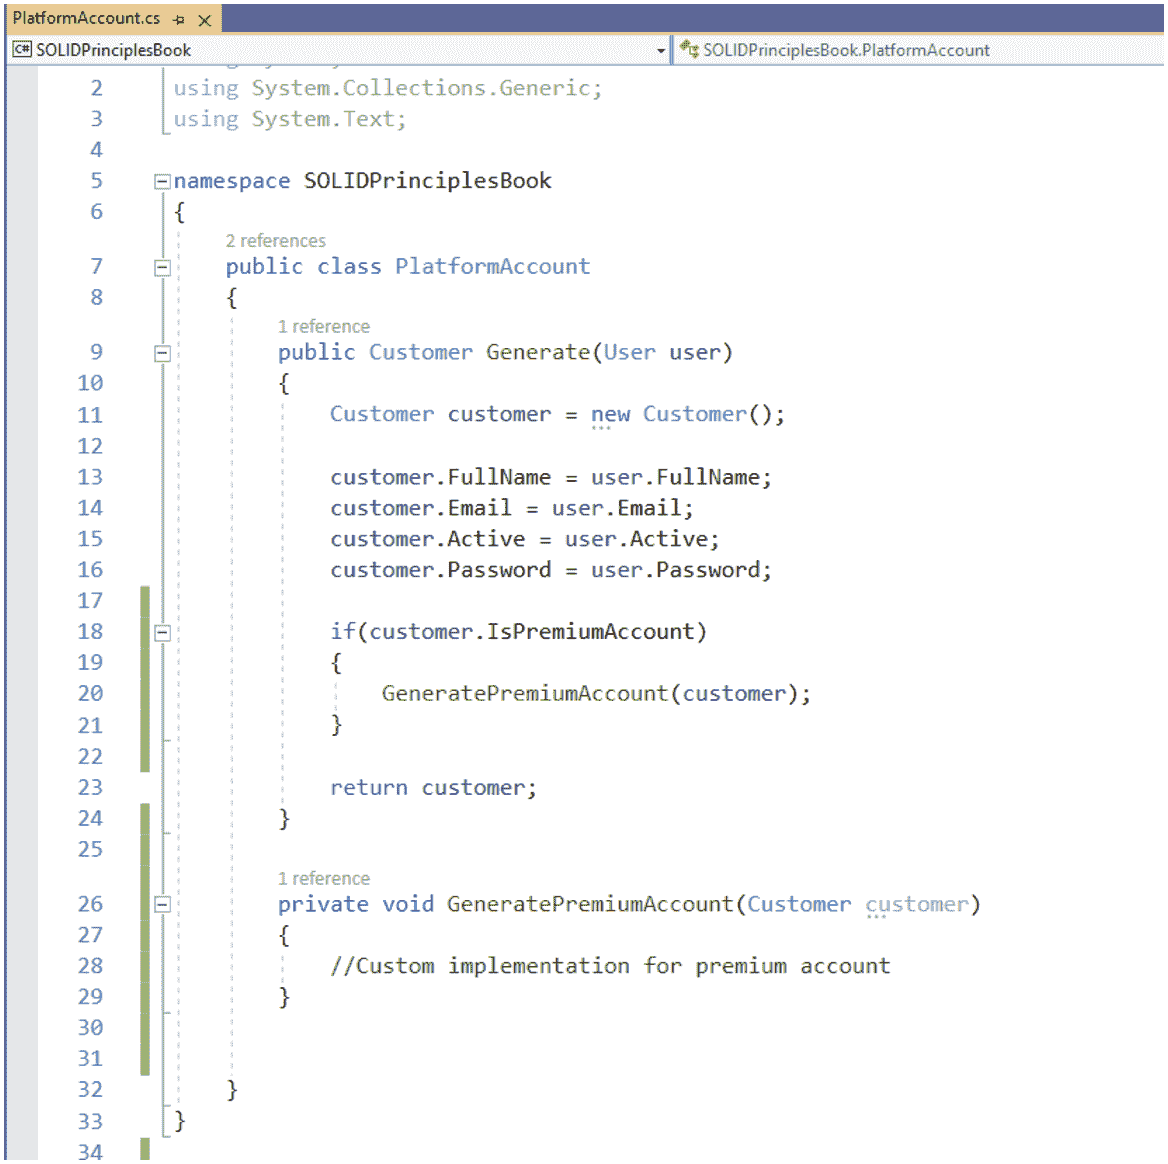 PlatformAccount.cs
C# SOLIDPrinciplesBook
SOLIDPrinciplesBook.PlatformAccount
2 using System.Collections.Generic;
3 using System.Text;
4
5 namespace SOLIDPrinciplesBook
6 {
2 references
7 public class PlatformAccount
8 {
1 reference
9 public Customer Generate(User user)
10 {
11 Customer customer = new Customer();
12
13 customer.FullName = user.FullName;
14 customer.Email = user.Email;
15 customer.Active = user.Active;
16 customer.Password = user.Password;
17
18 if(customer.IsPremiumAccount)
19 {
20 GeneratePremiumAccount(customer);
21 }
22
23 return customer;
24 }
25
1 reference
26 private void GeneratePremiumAccount(Customer customer)
27 {
28 //Custom implementation for premium account
29 }
30
31
32 }
33 }
34